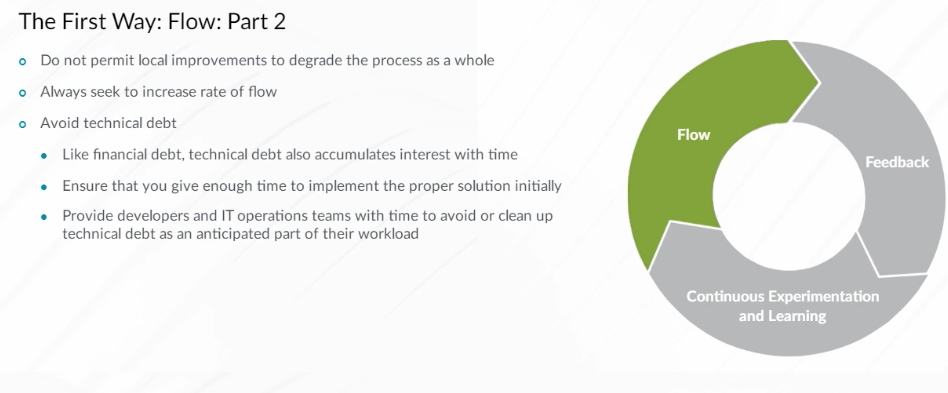 The First Way: Flow: Part 2
Do not permit local improvements to degrade the process as a whole
Always seek to increase rate of flow
Avoid technical debt
Like financial debt, technical debt also accumulates interest with time
Ensure that you give enough time to implement the proper solution initially
Provide developers and IT operations teams with time to avoid or clean up
technical debt as an anticipated part of their workload
Flow
Feedback
Continuous Experimentation
and Learning